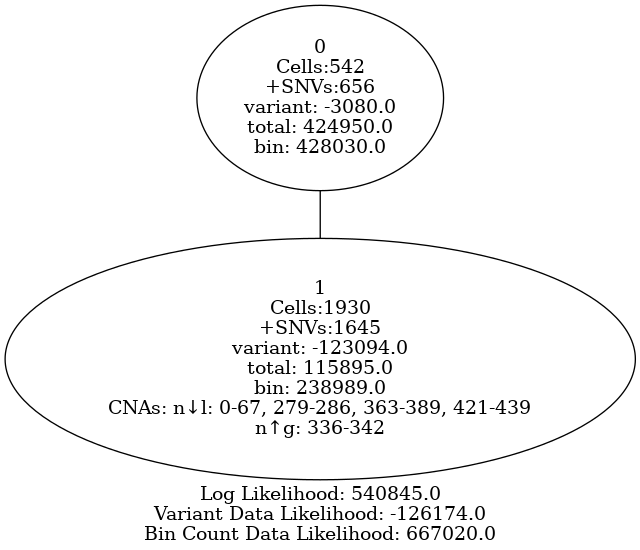 0
Cells:542
+SNVs:656
variant: -3080.0
total: 424950.0
bin: 428030.0
1
Cells:1930
+SNVs:1645
variant: -123094.0
total: 115895.0
bin: 238989.0
CNAs: n↓l: 0-67, 279-286, 363-389, 421-439
n↑g: 336-342
Log Likelihood: 540845.0
Variant Data Likelihood: -126174.0
Bin Count Data Likelihood: 667020.0